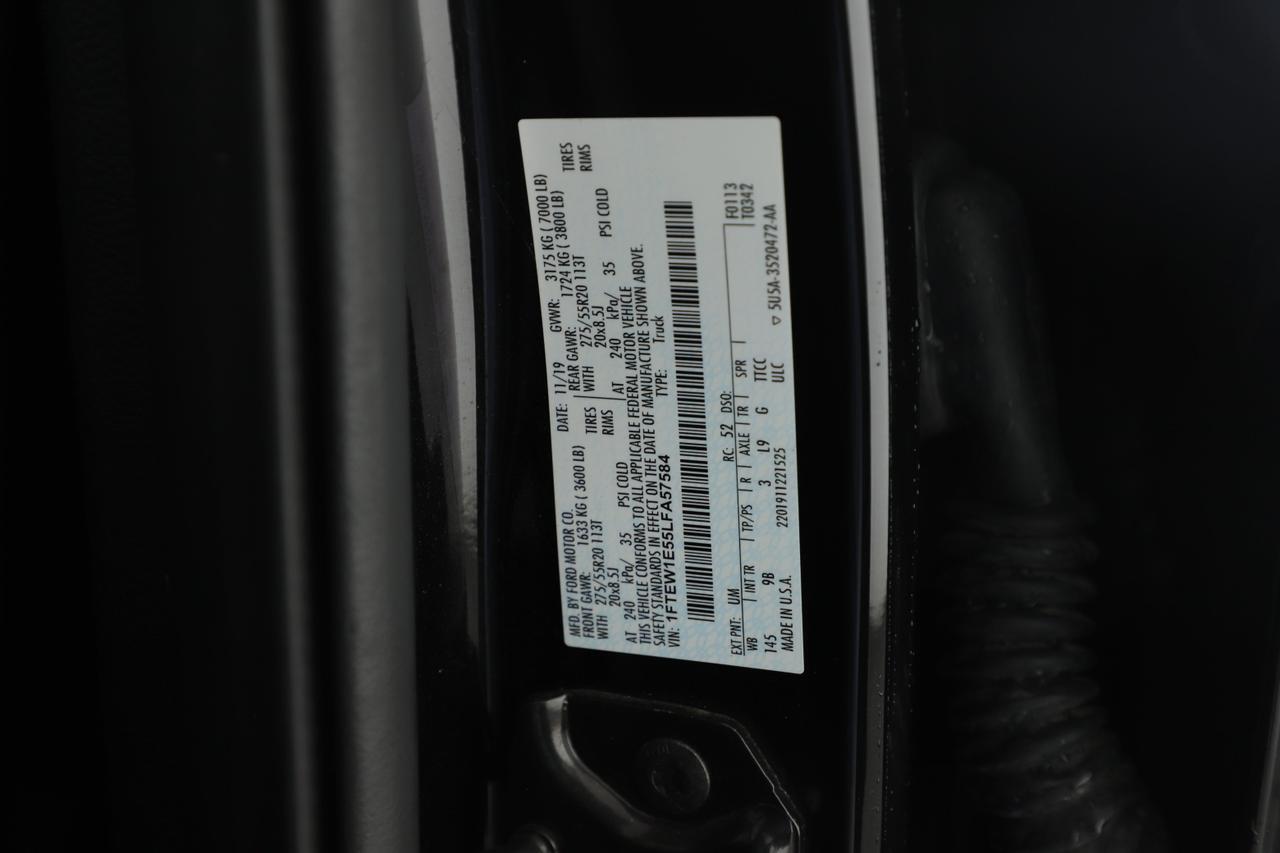 MFD. BY FORD MOTOR CO. DATE: 11/19 GVWR: 3175 KG ( 7000 LB)
FRONT GAWR: 1633 KG ( 3600 LB) REAR GAWR: 1724 KG ( 3800 LB)
WITH 275/55R20 113T TIRES WITH 275/55R20 113T TIRES
20x8.5J RIMS 20x8.5J RIMS
AT 240 kPa/ 35 PSI COLD AT 240 kPa/ 35 PSI COLD
THIS VEHICLE CONFORMS TO ALL APPLICABLE FEDERAL MOTOR VEHICLE
SAFETY STANDARDS IN EFFECT ON THE DATE OF MANUFACTURE SHOWN ABOVE.
VIN: 1FTEW1E55LFA57584 TYPE: Truck
EXT PNT: UM RC: 52 DSO: F0113
WB INT TR TP/PS R AXLE TR SPR T0342
145 9B 3 L9 G TTCC
MADE IN U.S.A. 2201911221525 ULC ▽ 5U5A-3520472-AA